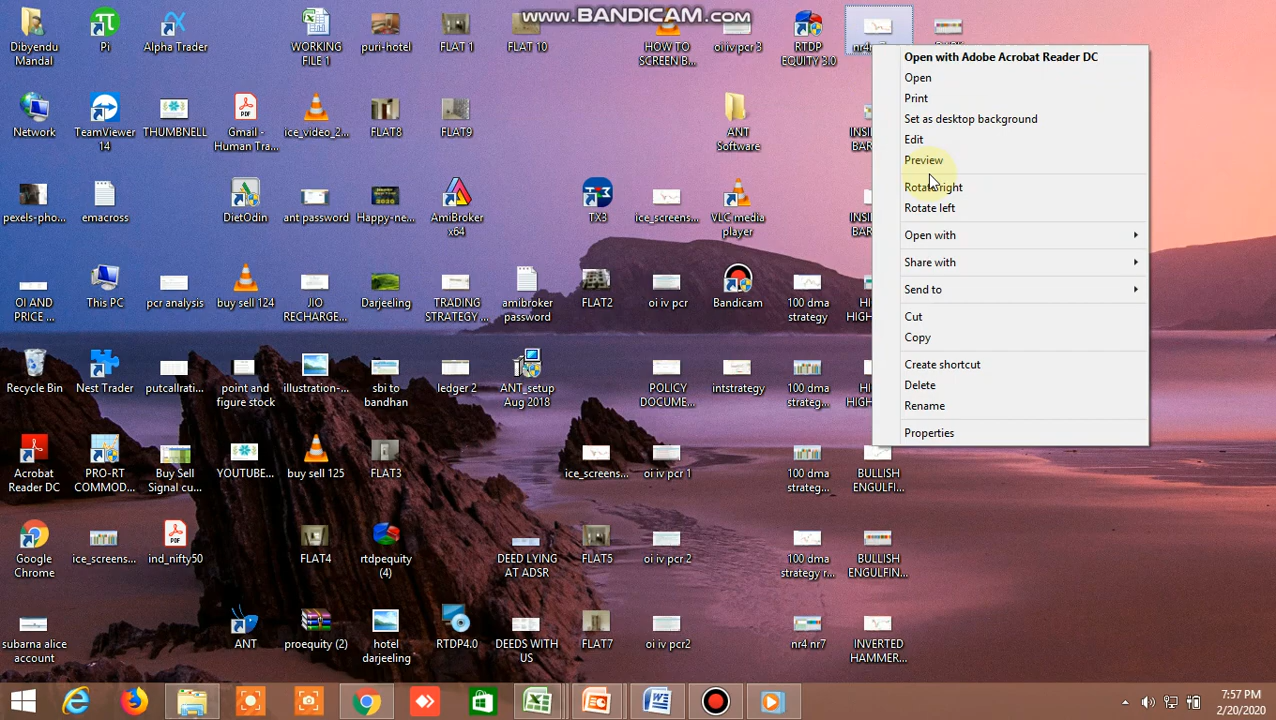 www.BANDICAM.com
Dibyendu Mandal
Pi
Alpha Trader
WORKING FILE 1
puri-hotel
FLAT 1
FLAT 10
HOW TO SCREEN B...
oi iv pcr 3
RTDP EQUITY 3.0
Network
TeamViewer 14
THUMBNELL
Gmail - Human Tra...
ice_video_2...
FLAT8
FLAT9
ANT Software
pexels-pho...
emacross
DietOdin
ant password
Happy-ne...
AmiBroker x64
TX3
ice_screens...
VLC media player
OI AND PRICE ...
This PC
pcr analysis
buy sell 124
JIO RECHARGE...
Darjeeling
TRADING STRATEGY ...
amibroker password
FLAT2
oi iv pcr
Bandicam
100 dma strategy
Recycle Bin
Nest Trader
putcallrati...
point and figure stock
illustration-...
sbi to bandhan
ledger 2
ANT_setup Aug 2018
POLICY DOCUME...
intstrategy
100 dma strateg...
Acrobat Reader DC
PRO-RT COMMOD...
Buy Sell Signal cu...
YOUTUBE...
buy sell 125
FLAT3
ice_screens...
oi iv pcr 1
100 dma strateg...
BULLISH ENGULFI...
Google Chrome
ice_screens...
ind_nifty50
FLAT4
rtdpequity (4)
DEED LYING AT ADSR
FLAT5
oi iv pcr 2
100 dma strategy r...
BULLISH ENGULFIN...
subarna alice account
ANT
proequity (2)
hotel darjeeling
RTDP4.0
DEEDS WITH US
FLAT7
oi iv pcr2
nr4 nr7
INVERTED HAMMER...
Open with Adobe Acrobat Reader DC
Open
Print
Set as desktop background
Edit
Preview
Rotate right
Rotate left
Open with
Share with
Send to
Cut
Copy
Create shortcut
Delete
Rename
Properties
7:57 PM
2/20/2020